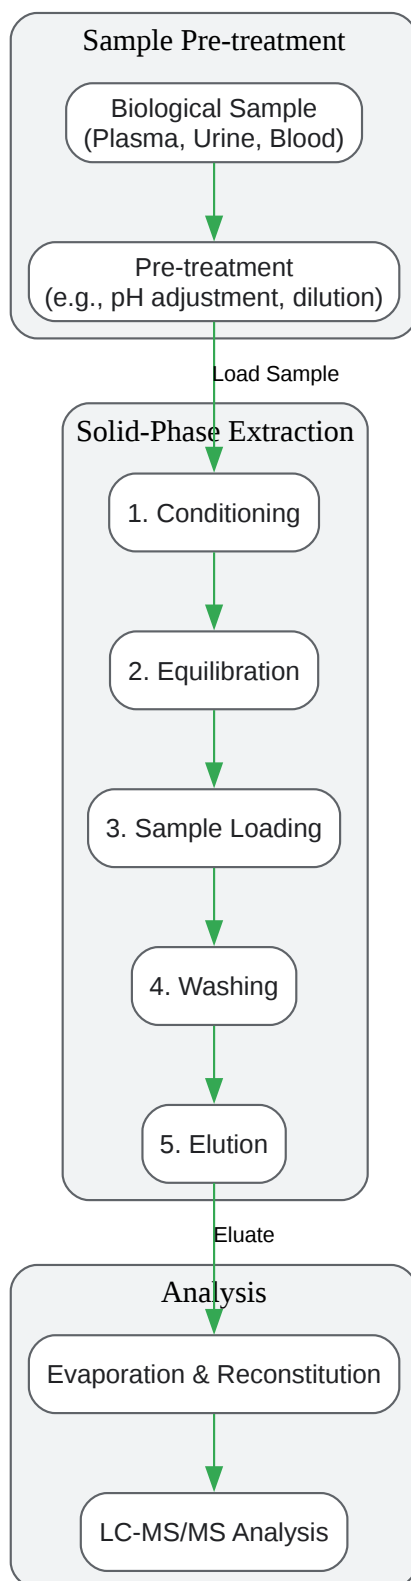 Sample Pre-treatment
Biological Sample
(Plasma, Urine, Blood)
Pre-treatment
(e.g., pH adjustment, dilution)
Load Sample
Solid-Phase Extraction
1. Conditioning
2. Equilibration
3. Sample Loading
4. Washing
5. Elution
Eluate
Analysis
Evaporation & Reconstitution
LC-MS/MS Analysis